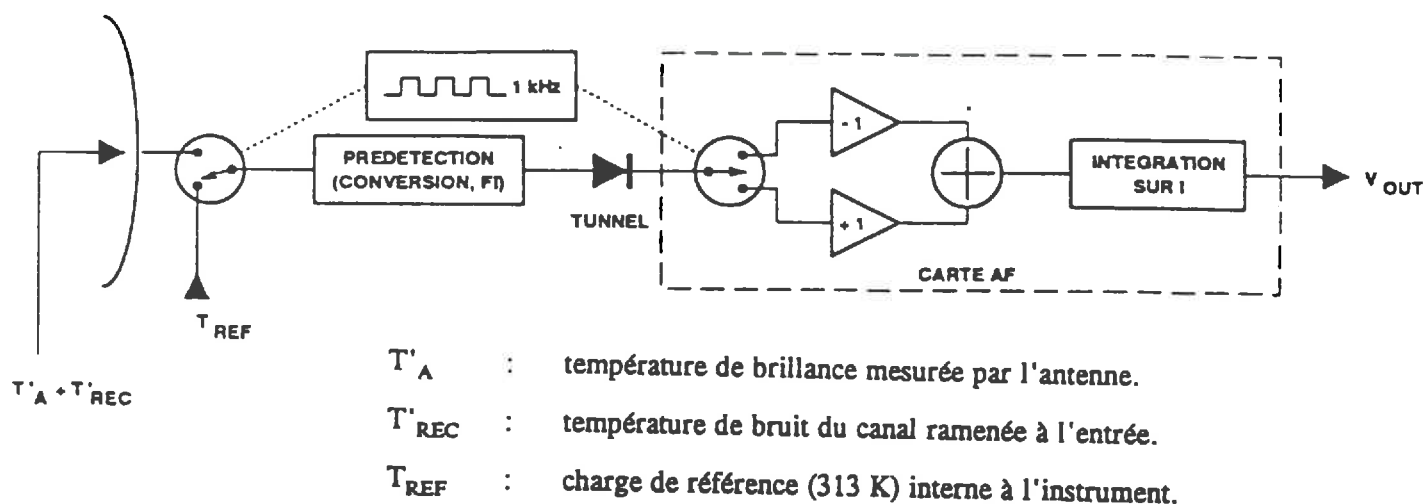 1 kHz
PREDETECTION
(CONVERSION, FI)
TUNNEL
- 1
+ 1
INTEGRATION
SUR I
V OUT
CARTE AF
T REF
T'A + T'REC
T'A : température de brillance mesurée par l'antenne.
T'REC : température de bruit du canal ramenée à l'entrée.
TREF : charge de référence (313 K) interne à l'instrument.